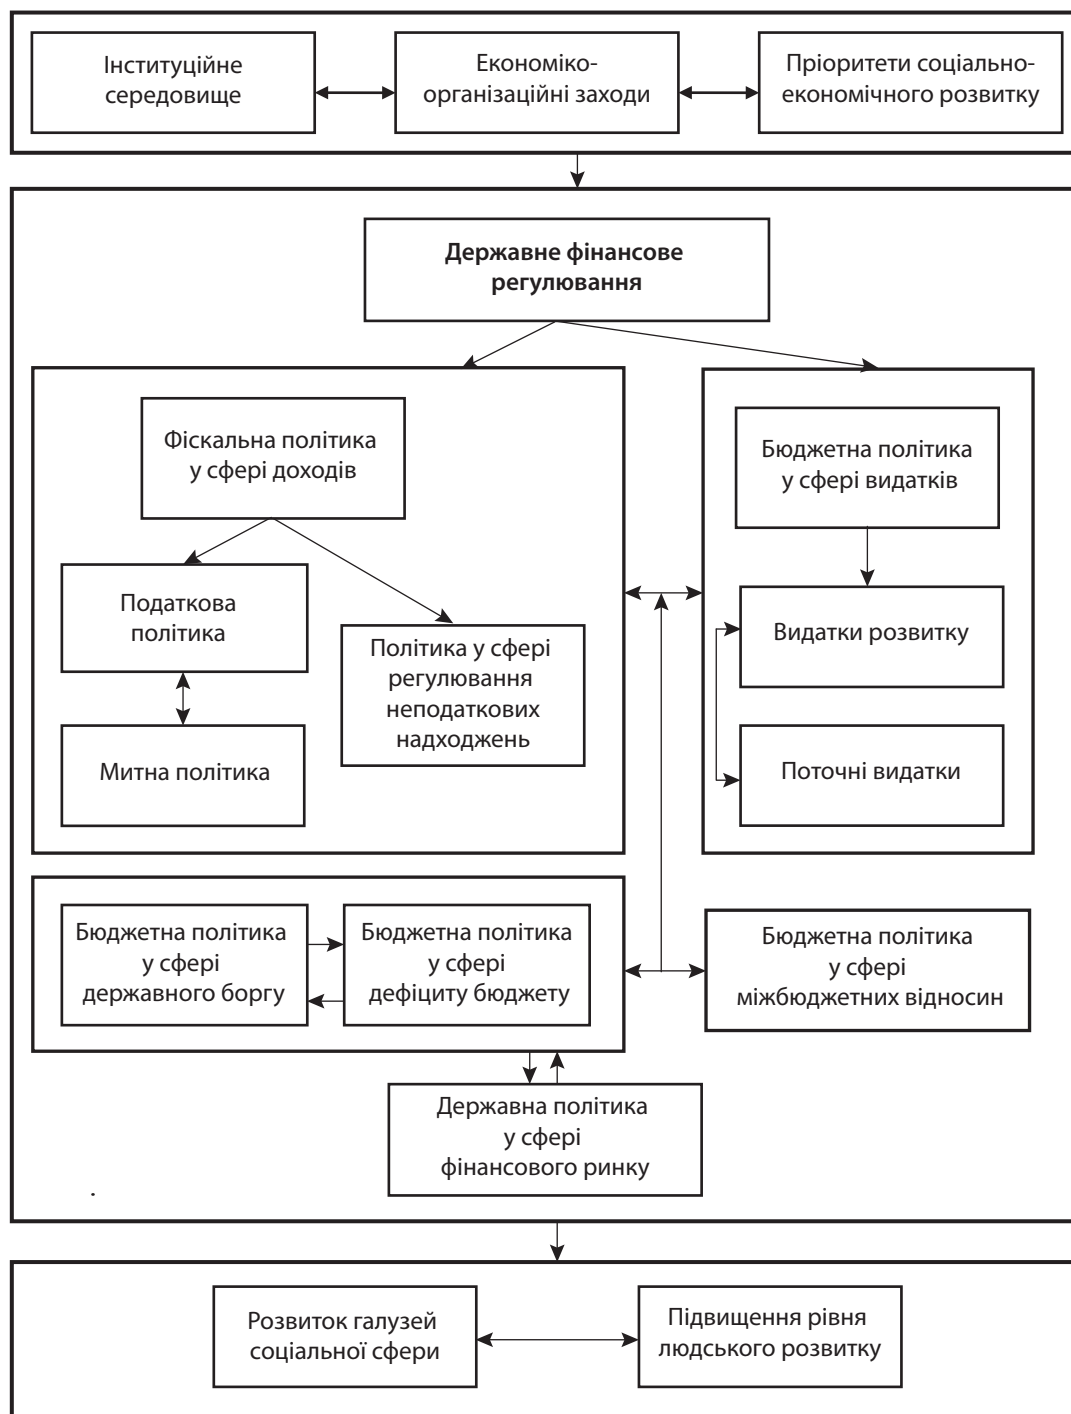 Інституційне
середовище
Економіко-
організаційні заходи
Пріоритети соціально-
економічного розвитку
Державне фінансове
регулювання
Фіскальна політика
у сфері доходів
Податкова
політика
Митна політика
Політика у сфері
регулювання
неподаткових
надходжень
Бюджетна політика
у сфері видатків
Видатки розвитку
Поточні видатки
Бюджетна політика
у сфері
державного боргу
Бюджетна політика
у сфері
дефіциту бюджету
Бюджетна політика
у сфері
міжбюджетних відносин
Державна політика
у сфері
фінансового ринку
.
Розвиток галузей
соціальної сфери
Підвищення рівня
людського розвитку